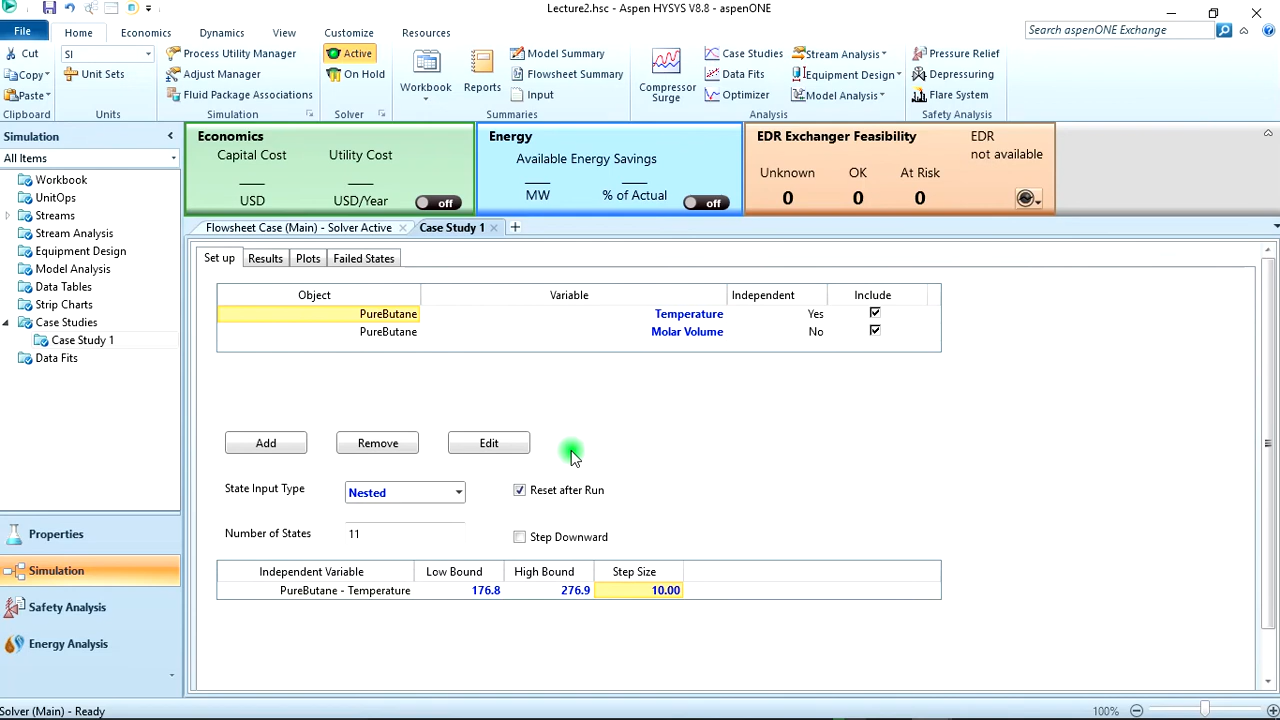 Lecture2.hsc - Aspen HYSYS V8.8 - aspenONE
File Home Economics Dynamics View Customize Resources
Search aspenONE Exchange
Cut
Copy
Paste
Clipboard
SI
Unit Sets
Units
Process Utility Manager
Adjust Manager
Fluid Package Associations
Simulation
Active
On Hold
Solver
Workbook
Reports
Model Summary
Flowsheet Summary
Input
Summaries
Compressor
Surge
Case Studies
Data Fits
Optimizer
Stream Analysis
Equipment Design
Model Analysis
Analysis
Pressure Relief
Depressuring
Flare System
Safety Analysis
Simulation
All Items
Workbook
UnitOps
Streams
Stream Analysis
Equipment Design
Model Analysis
Data Tables
Strip Charts
Case Studies
Case Study 1
Data Fits
Properties
Simulation
Safety Analysis
Energy Analysis
Economics
Capital Cost Utility Cost
USD USD/Year off
Energy
Available Energy Savings
MW % of Actual off
EDR Exchanger Feasibility EDR
not available
Unknown OK At Risk
0 0 0
Flowsheet Case (Main) - Solver Active Case Study 1
Set up Results Plots Failed States
Object Variable Independent Include
PureButane Temperature Yes
PureButane Molar Volume No
Add Remove Edit
State Input Type Nested Reset after Run
Number of States 11 Step Downward
Independent Variable Low Bound High Bound Step Size
PureButane - Temperature 176.8 276.9 10.00
Solver (Main) - Ready
100%